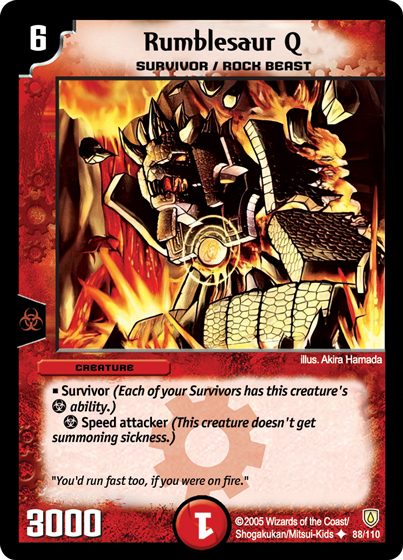 6
Rumblesaur Q
SURVIVOR / ROCK BEAST
illus. Akira Hamada
CREATURE
▪ Survivor (Each of your Survivors has this creature's
☣ ability.)
☣ Speed attacker (This creature doesn't get
summoning sickness.)
"You'd run fast too, if you were on fire."
3000
1
©2005 Wizards of the Coast/
Shogakukan/Mitsui-Kids ✦ 88/110